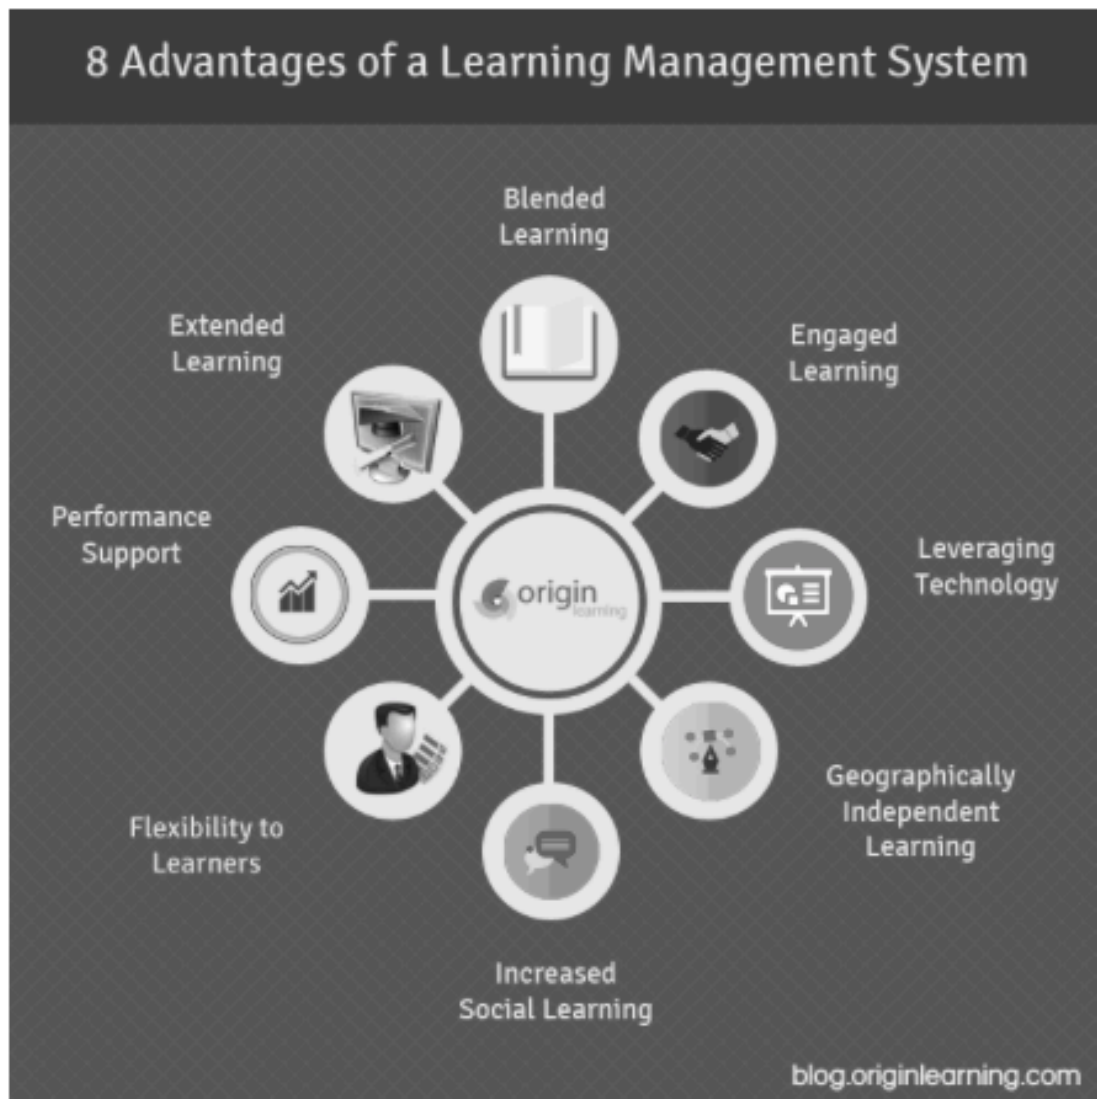 8 Advantages of a Learning Management System
Blended
Learning
Engaged
Learning
Leveraging
Technology
Geographically
Independent
Learning
Increased
Social Learning
Flexibility to
Learners
Performance
Support
Extended
Learning
origin
learning
blog.originlearning.com